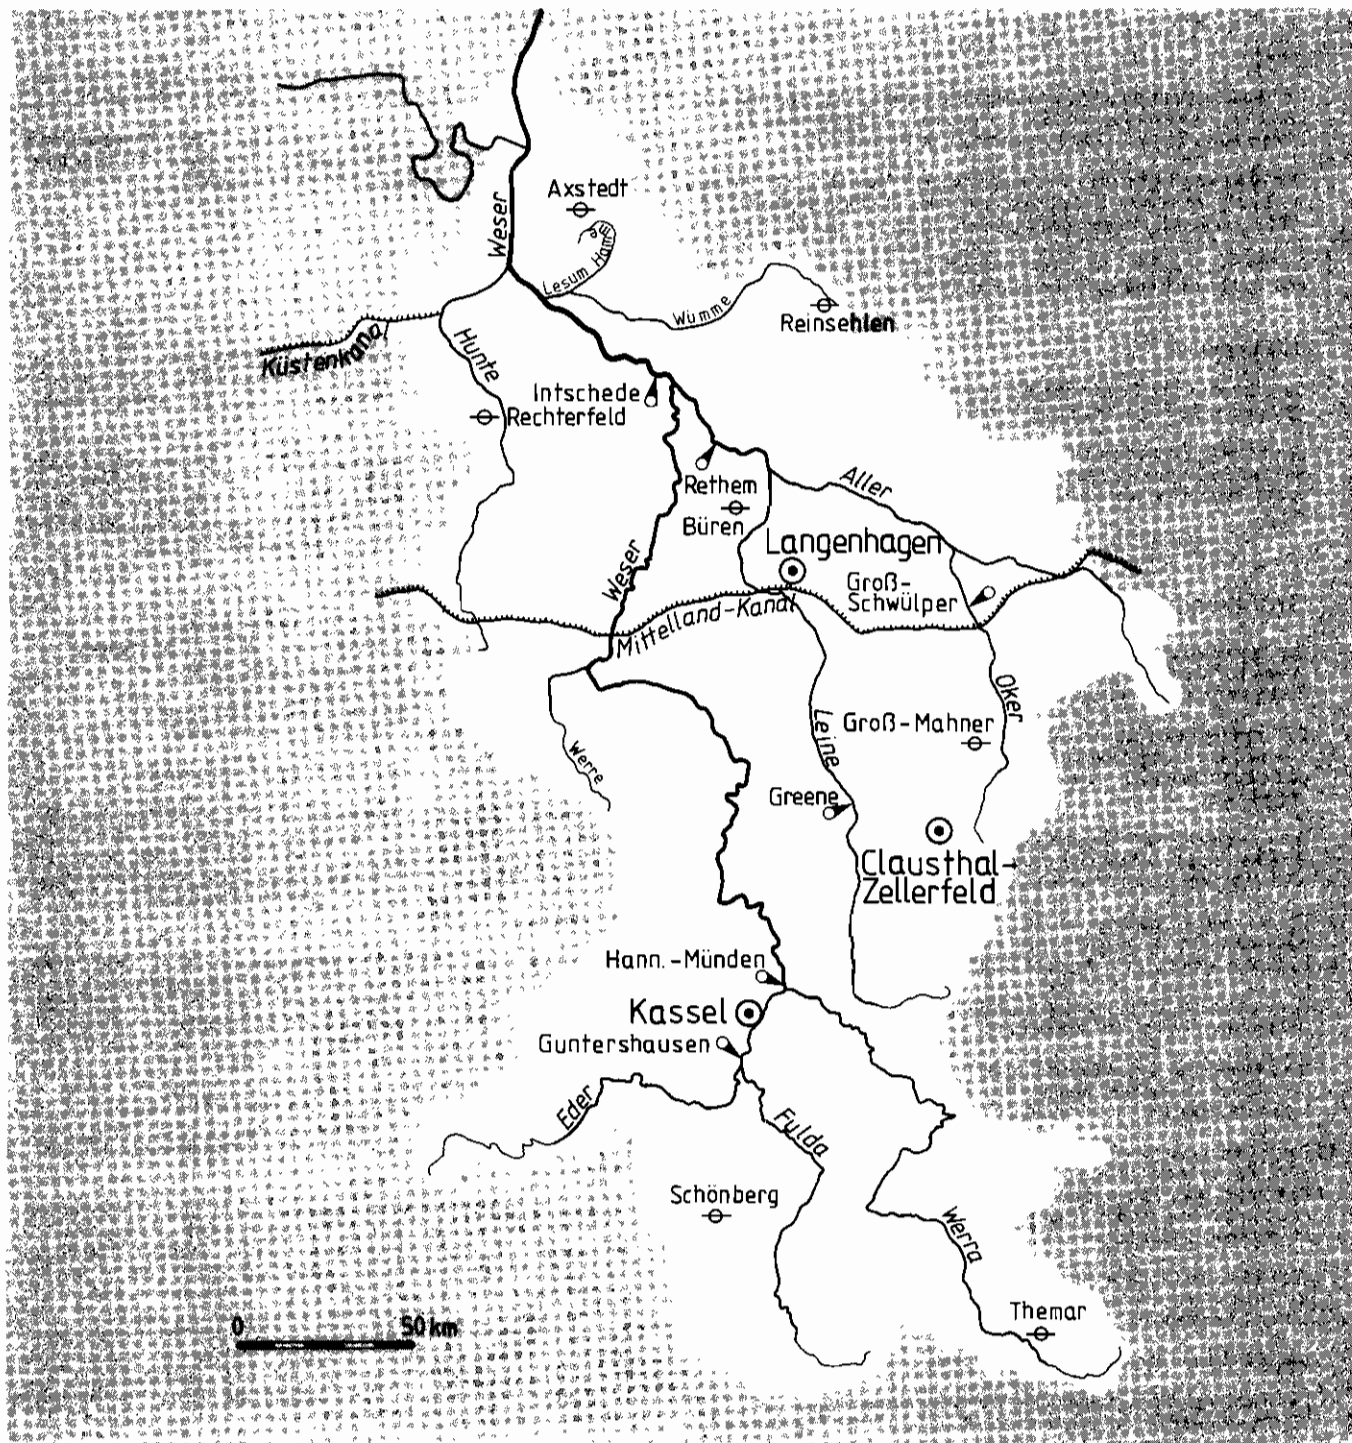 Axstedt
Weser
Lesum
Hamme
Wümme
Reinsehlen
Küstenkanal
Hunte
Intschede
Rechterfeld
Aller
Rethem
Büren
Langenhagen
Groß-
Schwülper
Weser
Mittelland-Kanal
Oker
Leine
Groß-Mahner
Werre
Greene
Clausthal-
Zellerfeld
Hann.-Münden
Kassel
Guntershausen
Eder
Fulda
Schönberg
Werra
Themar
0 50 km